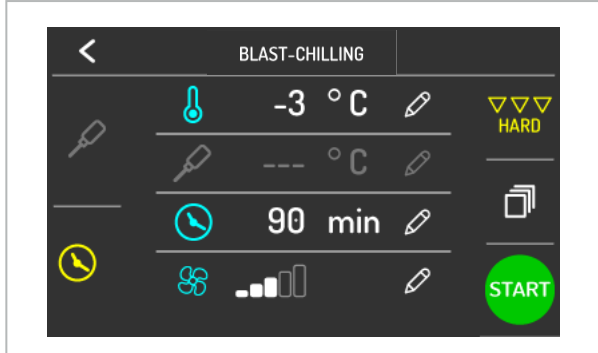 BLAST-CHILLING
-3 °C
HARD
--- °C
90 min
START